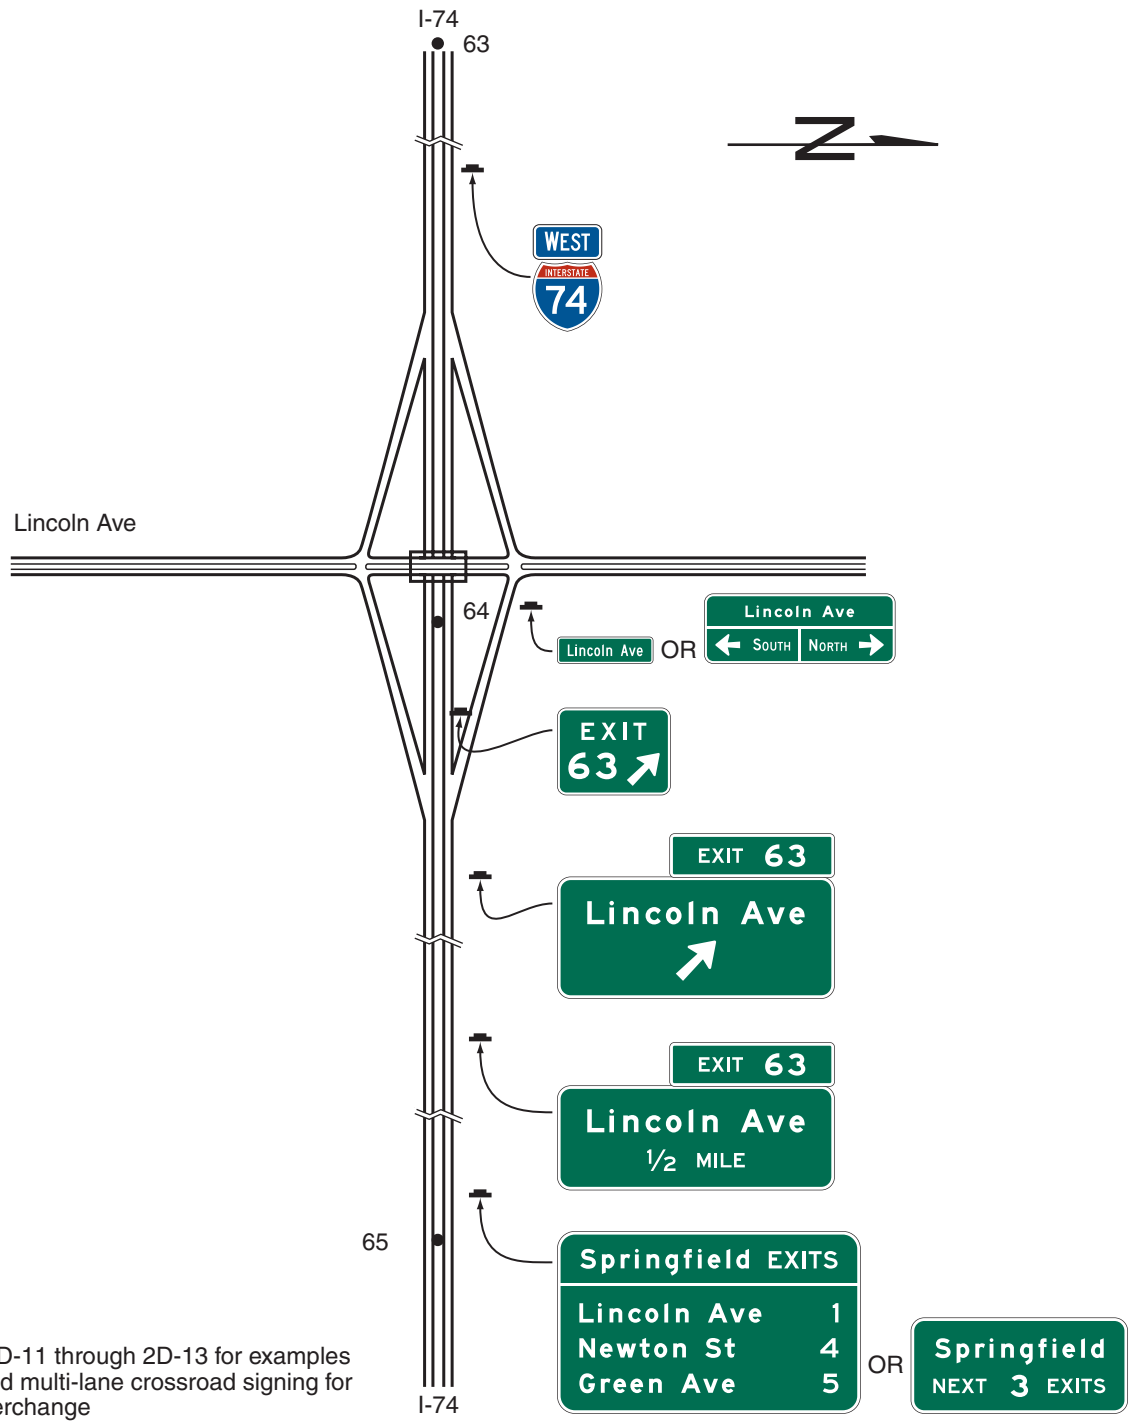 I-74
63
N
WEST
INTERSTATE
74
Lincoln Ave
64
Lincoln Ave
OR
Lincoln Ave
SOUTH NORTH
EXIT
63
EXIT 63
Lincoln Ave
EXIT 63
Lincoln Ave
1/2 MILE
65
Springfield EXITS
Lincoln Ave 1
Newton St 4
Green Ave 5
OR
Springfield
NEXT 3 EXITS
D-11 through 2D-13 for examples
d multi-lane crossroad signing for
erchange
I-74